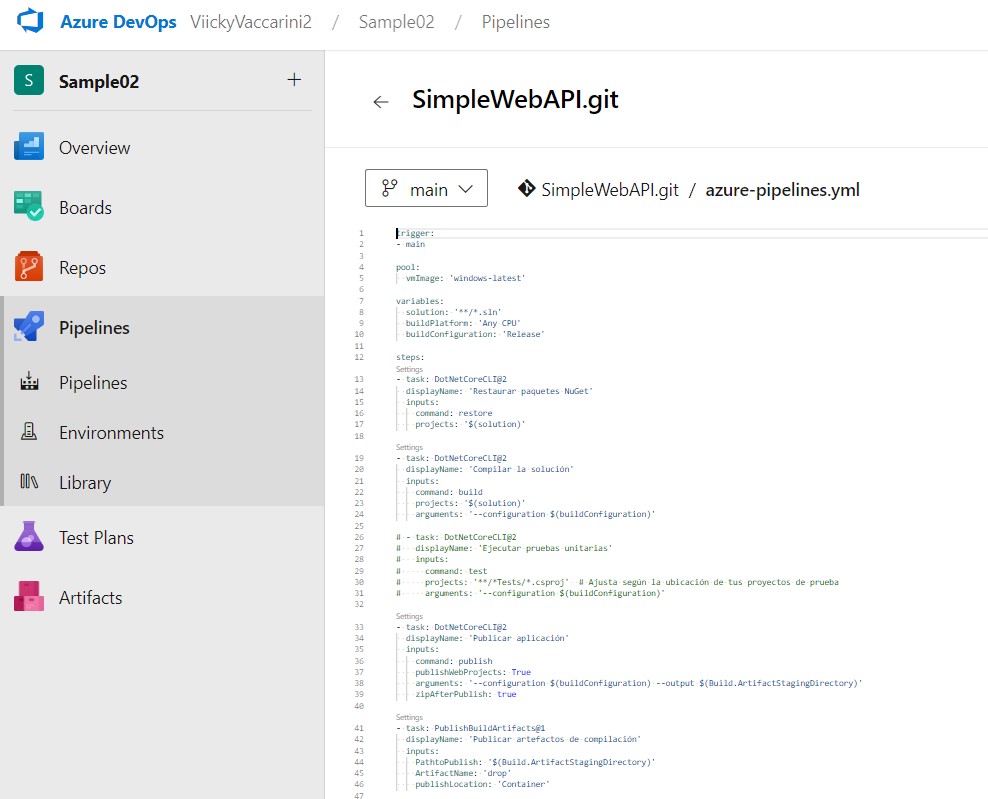 Azure DevOps ViickyVaccarini2 / Sample02 / Pipelines
S Sample02 +
Overview
Boards
Repos
Pipelines
Pipelines
Environments
Library
Test Plans
Artifacts
SimpleWebAPI.git
main SimpleWebAPI.git / azure-pipelines.yml
1 trigger:
2 - main
3
4 pool:
5 vmImage: 'windows-latest'
6
7 variables:
8 solution: '**/*.sln'
9 buildPlatform: 'Any CPU'
10 buildConfiguration: 'Release'
11
12 steps:
Settings
13 - task: DotNetCoreCLI@2
14 displayName: 'Restaurar paquetes NuGet'
15 inputs:
16 command: restore
17 projects: '$(solution)'
18
Settings
19 - task: DotNetCoreCLI@2
20 displayName: 'Compilar la solución'
21 inputs:
22 command: build
23 projects: '$(solution)'
24 arguments: '--configuration $(buildConfiguration)'
25
26 # - task: DotNetCoreCLI@2
27 # displayName: 'Ejecutar pruebas unitarias'
28 # inputs:
29 # command: test
30 # projects: '**/*Tests/*.csproj' # Ajusta según la ubicación de tus proyectos de prueba
31 # arguments: '--configuration $(buildConfiguration)'
32
Settings
33 - task: DotNetCoreCLI@2
34 displayName: 'Publicar aplicación'
35 inputs:
36 command: publish
37 publishWebProjects: True
38 arguments: '--configuration $(buildConfiguration) --output $(Build.ArtifactStagingDirectory)'
39 zipAfterPublish: true
40
Settings
41 - task: PublishBuildArtifacts@1
42 displayName: 'Publicar artefactos de compilación'
43 inputs:
44 PathtoPublish: '$(Build.ArtifactStagingDirectory)'
45 ArtifactName: 'drop'
46 publishLocation: 'Container'
47